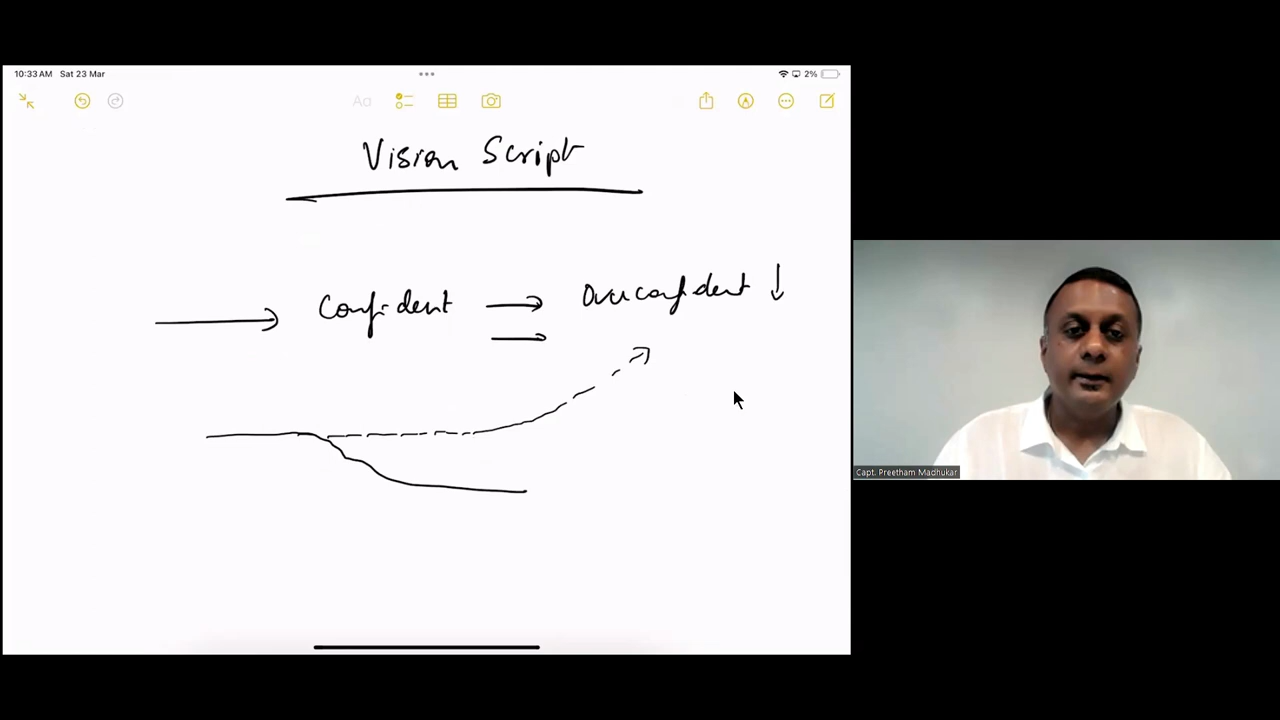 10:33 AM Sat 23 Mar
2%
Aa
Vision Script
Confident
Overconfident
Capt. Preetham Madhukar